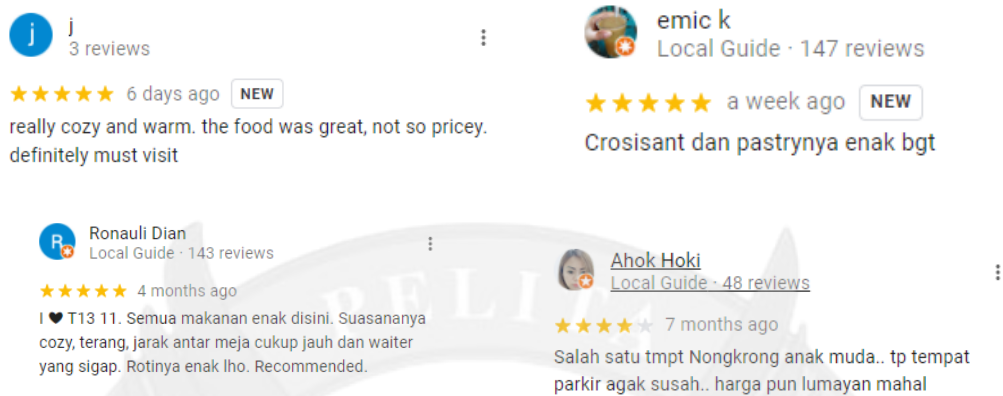 j
j
3 reviews
6 days ago NEW
really cozy and warm. the food was great, not so pricey.
definitely must visit
emic k
Local Guide · 147 reviews
a week ago NEW
Crosisant dan pastrynya enak bgt
R
Ronauli Dian
Local Guide · 143 reviews
4 months ago
I ♥ T13 11. Semua makanan enak disini. Suasananya
cozy, terang, jarak antar meja cukup jauh dan waiter
yang sigap. Rotinya enak lho. Recommended.
Ahok Hoki
Local Guide · 48 reviews
7 months ago
Salah satu tmpt Nongkrong anak muda.. tp tempat
parkir agak susah.. harga pun lumayan mahal
PELITA